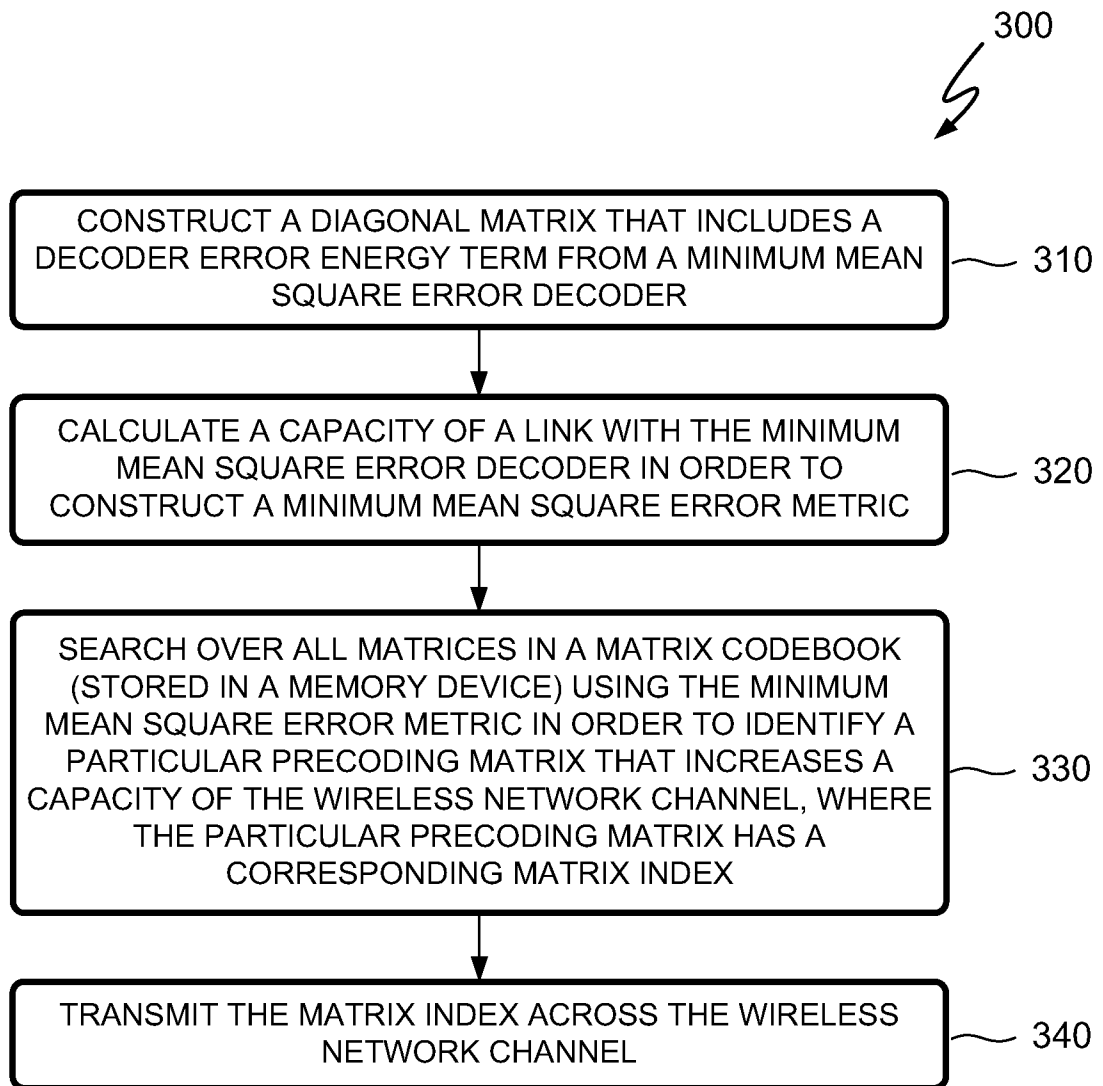 300
CONSTRUCT A DIAGONAL MATRIX THAT INCLUDES A
DECODER ERROR ENERGY TERM FROM A MINIMUM MEAN
SQUARE ERROR DECODER
310
CALCULATE A CAPACITY OF A LINK WITH THE MINIMUM
MEAN SQUARE ERROR DECODER IN ORDER TO
CONSTRUCT A MINIMUM MEAN SQUARE ERROR METRIC
320
SEARCH OVER ALL MATRICES IN A MATRIX CODEBOOK
(STORED IN A MEMORY DEVICE) USING THE MINIMUM
MEAN SQUARE ERROR METRIC IN ORDER TO IDENTIFY A
PARTICULAR PRECODING MATRIX THAT INCREASES A
CAPACITY OF THE WIRELESS NETWORK CHANNEL, WHERE
THE PARTICULAR PRECODING MATRIX HAS A
CORRESPONDING MATRIX INDEX
330
TRANSMIT THE MATRIX INDEX ACROSS THE WIRELESS
NETWORK CHANNEL
340